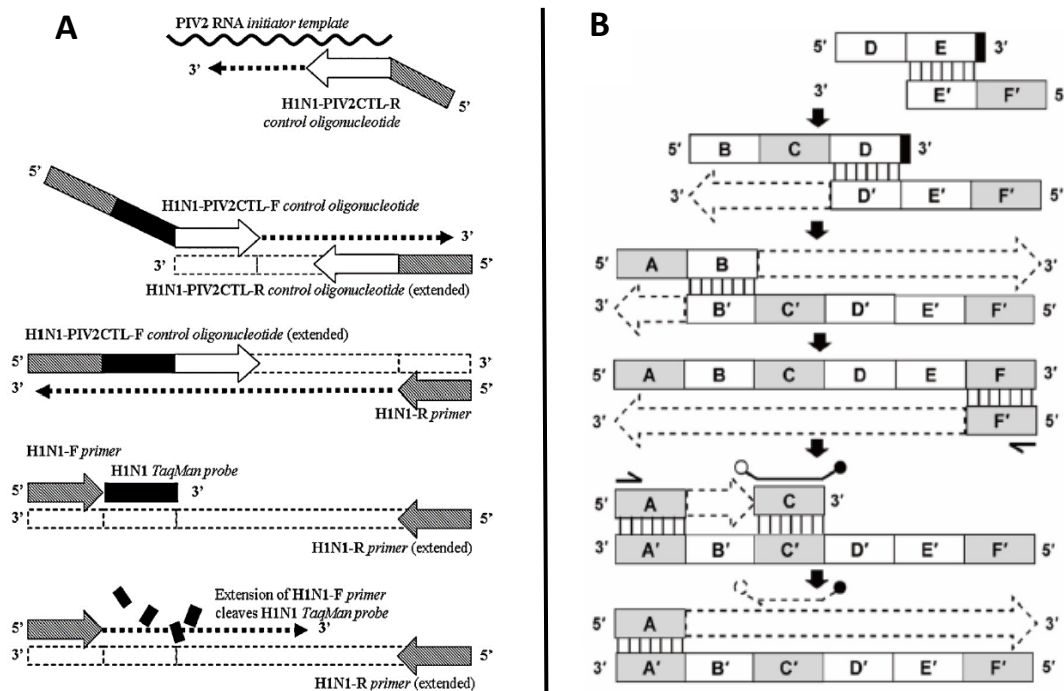 A
PIV2 RNA initiator template
3'
5'
H1N1-PIV2CTL-R
control oligonucleotide
5'
H1N1-PIV2CTL-F control oligonucleotide
3'
3'
5'
H1N1-PIV2CTL-R control oligonucleotide (extended)
H1N1-PIV2CTL-F control oligonucleotide (extended)
5'
3'
3'
5'
H1N1-R primer
H1N1-F primer
H1N1 TaqMan probe
5'
3'
3'
5'
H1N1-R primer (extended)
Extension of H1N1-F primer
cleaves H1N1 TaqMan probe
5'
3'
3'
5'
H1N1-R primer (extended)
B
5' D E 3'
3' E' F' 5'
5' B C D 3'
3' D' E' F' 5'
5' A B 3'
3' B' C' D' E' F' 5'
5' A B C D E F 3'
3' F' 5'
5' A C 3'
3' A' B' C' D' E' F' 5'
5' A 3'
3' A' B' C' D' E' F' 5'